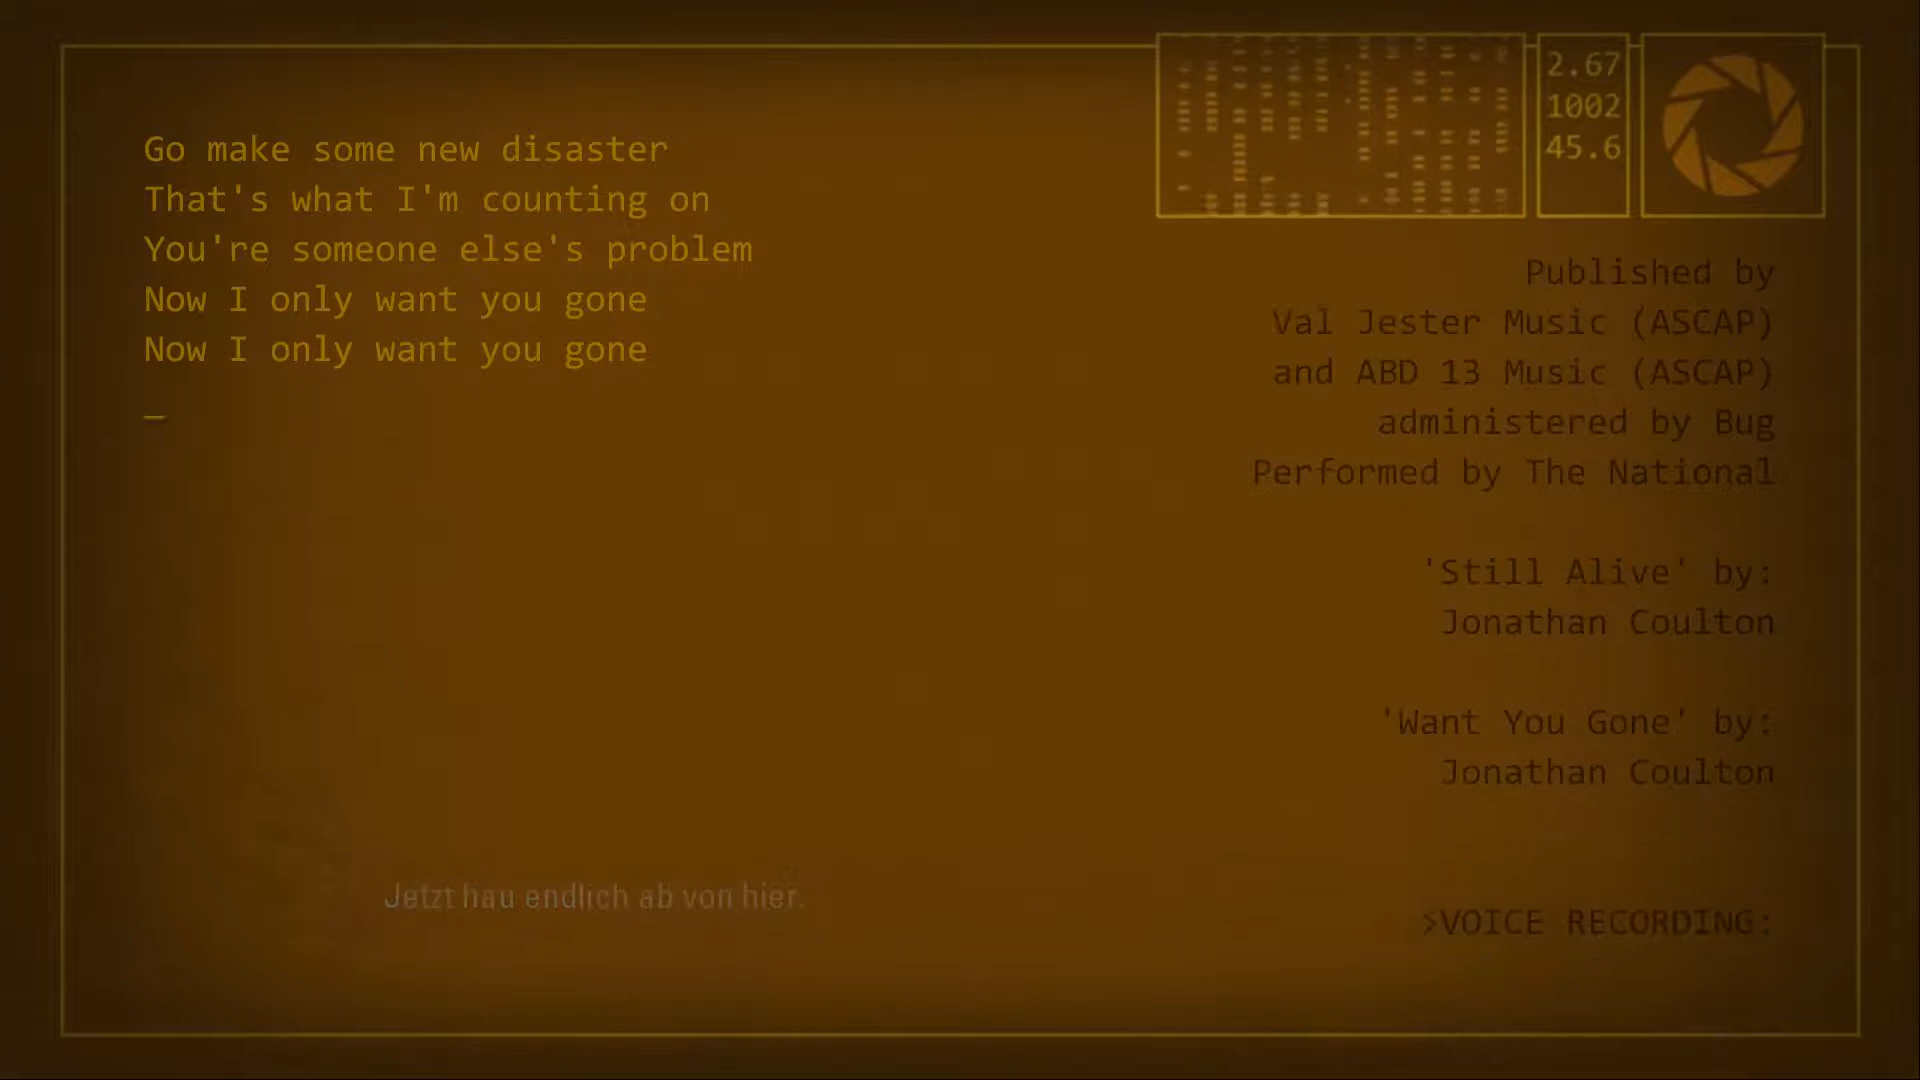 Go make some new disaster
That's what I'm counting on
You're someone else's problem
Now I only want you gone
Now I only want you gone
_
2.67
1002
45.6
Published by
Val Jester Music (ASCAP)
and ABD 13 Music (ASCAP)
administered by Bug
Performed by The National
'Still Alive' by:
Jonathan Coulton
'Want You Gone' by:
Jonathan Coulton
>VOICE RECORDING:
Jetzt hau endlich ab von hier.